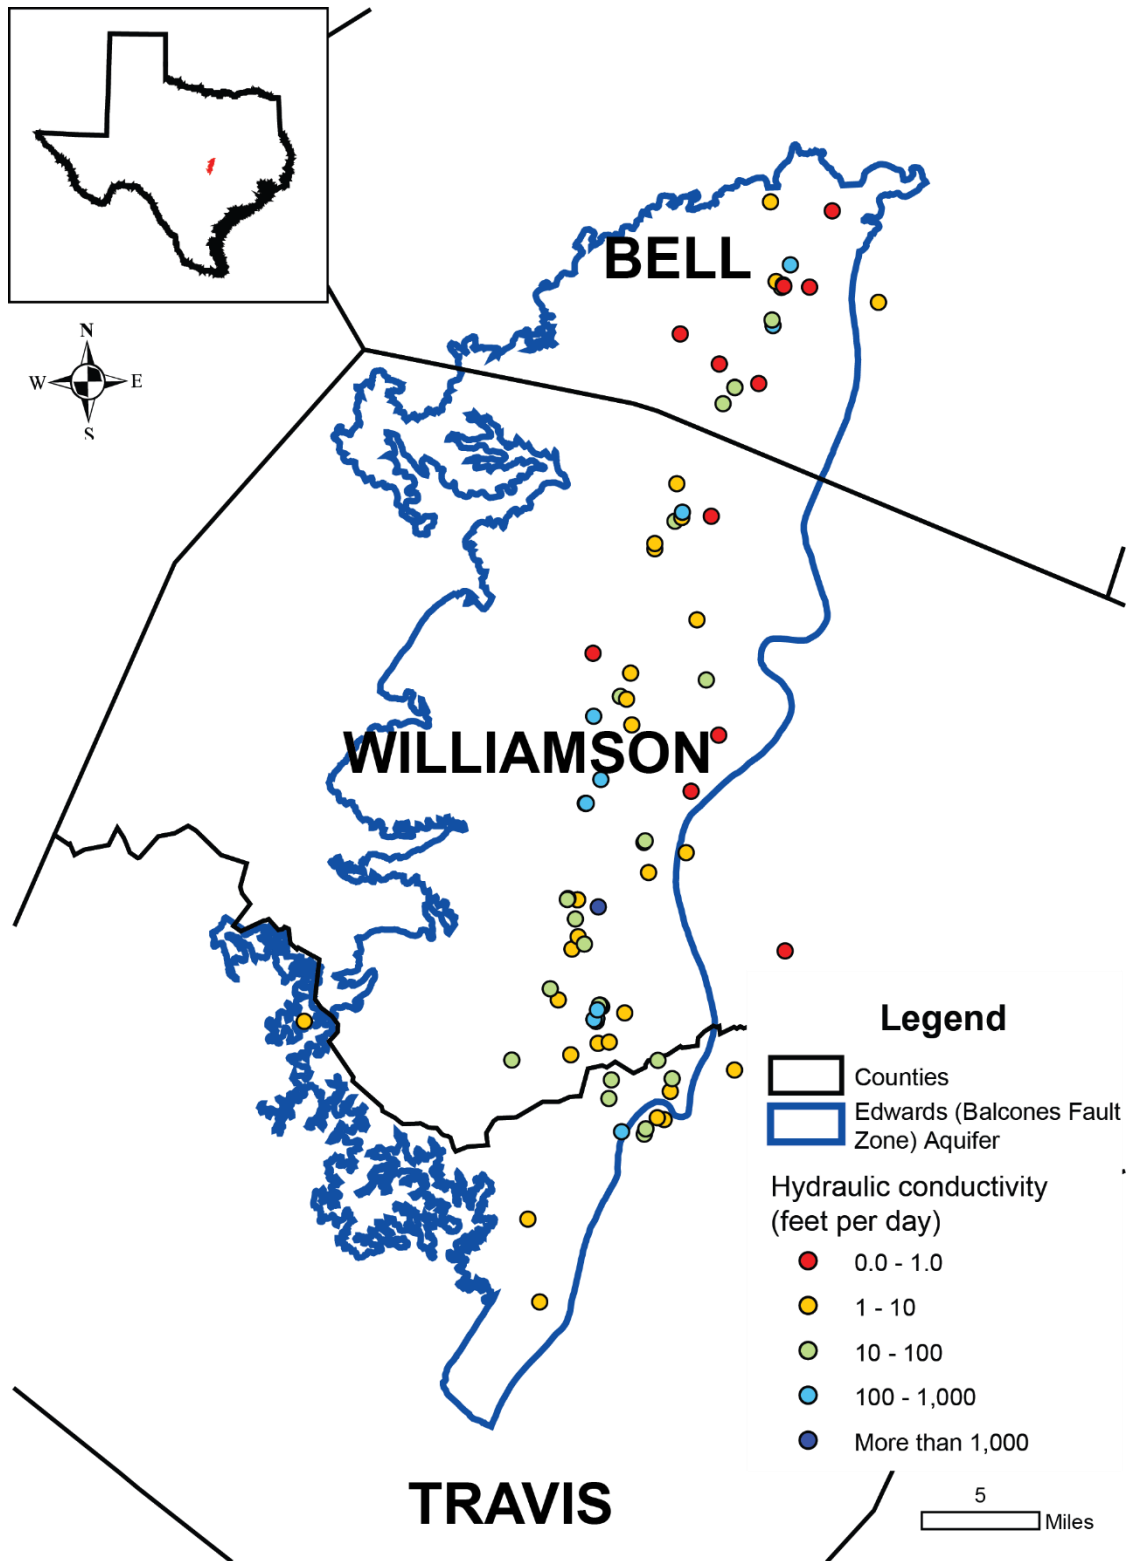 N
W
E
S
BELL
WILLIAMSON
TRAVIS
Legend
Counties
Edwards (Balcones Fault
Zone) Aquifer
Hydraulic conductivity
(feet per day)
0.0 - 1.0
1 - 10
10 - 100
100 - 1,000
More than 1,000
5
Miles